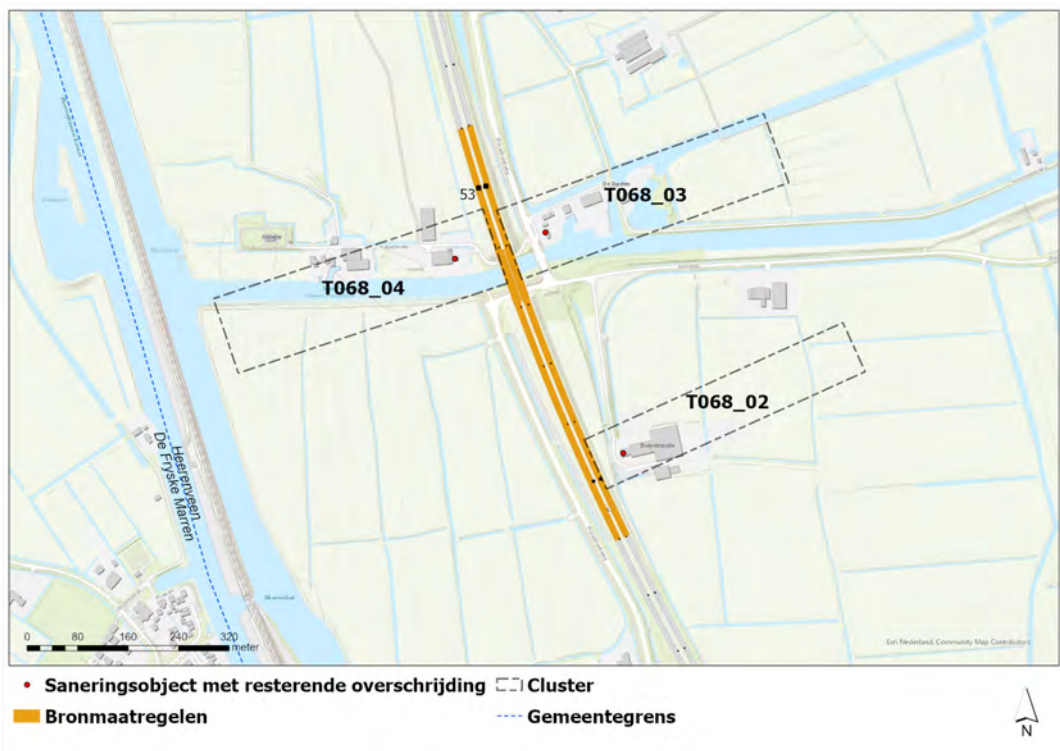 53
T068_03
T068_04
T068_02
Heerenveen
De Fryske Marren
0 80 160 240 320
meter
Esri Nederland, Community Map Contributors
Saneringsobject met resterende overschrijding
Cluster
Bronmaatregelen
Gemeentegrens
N